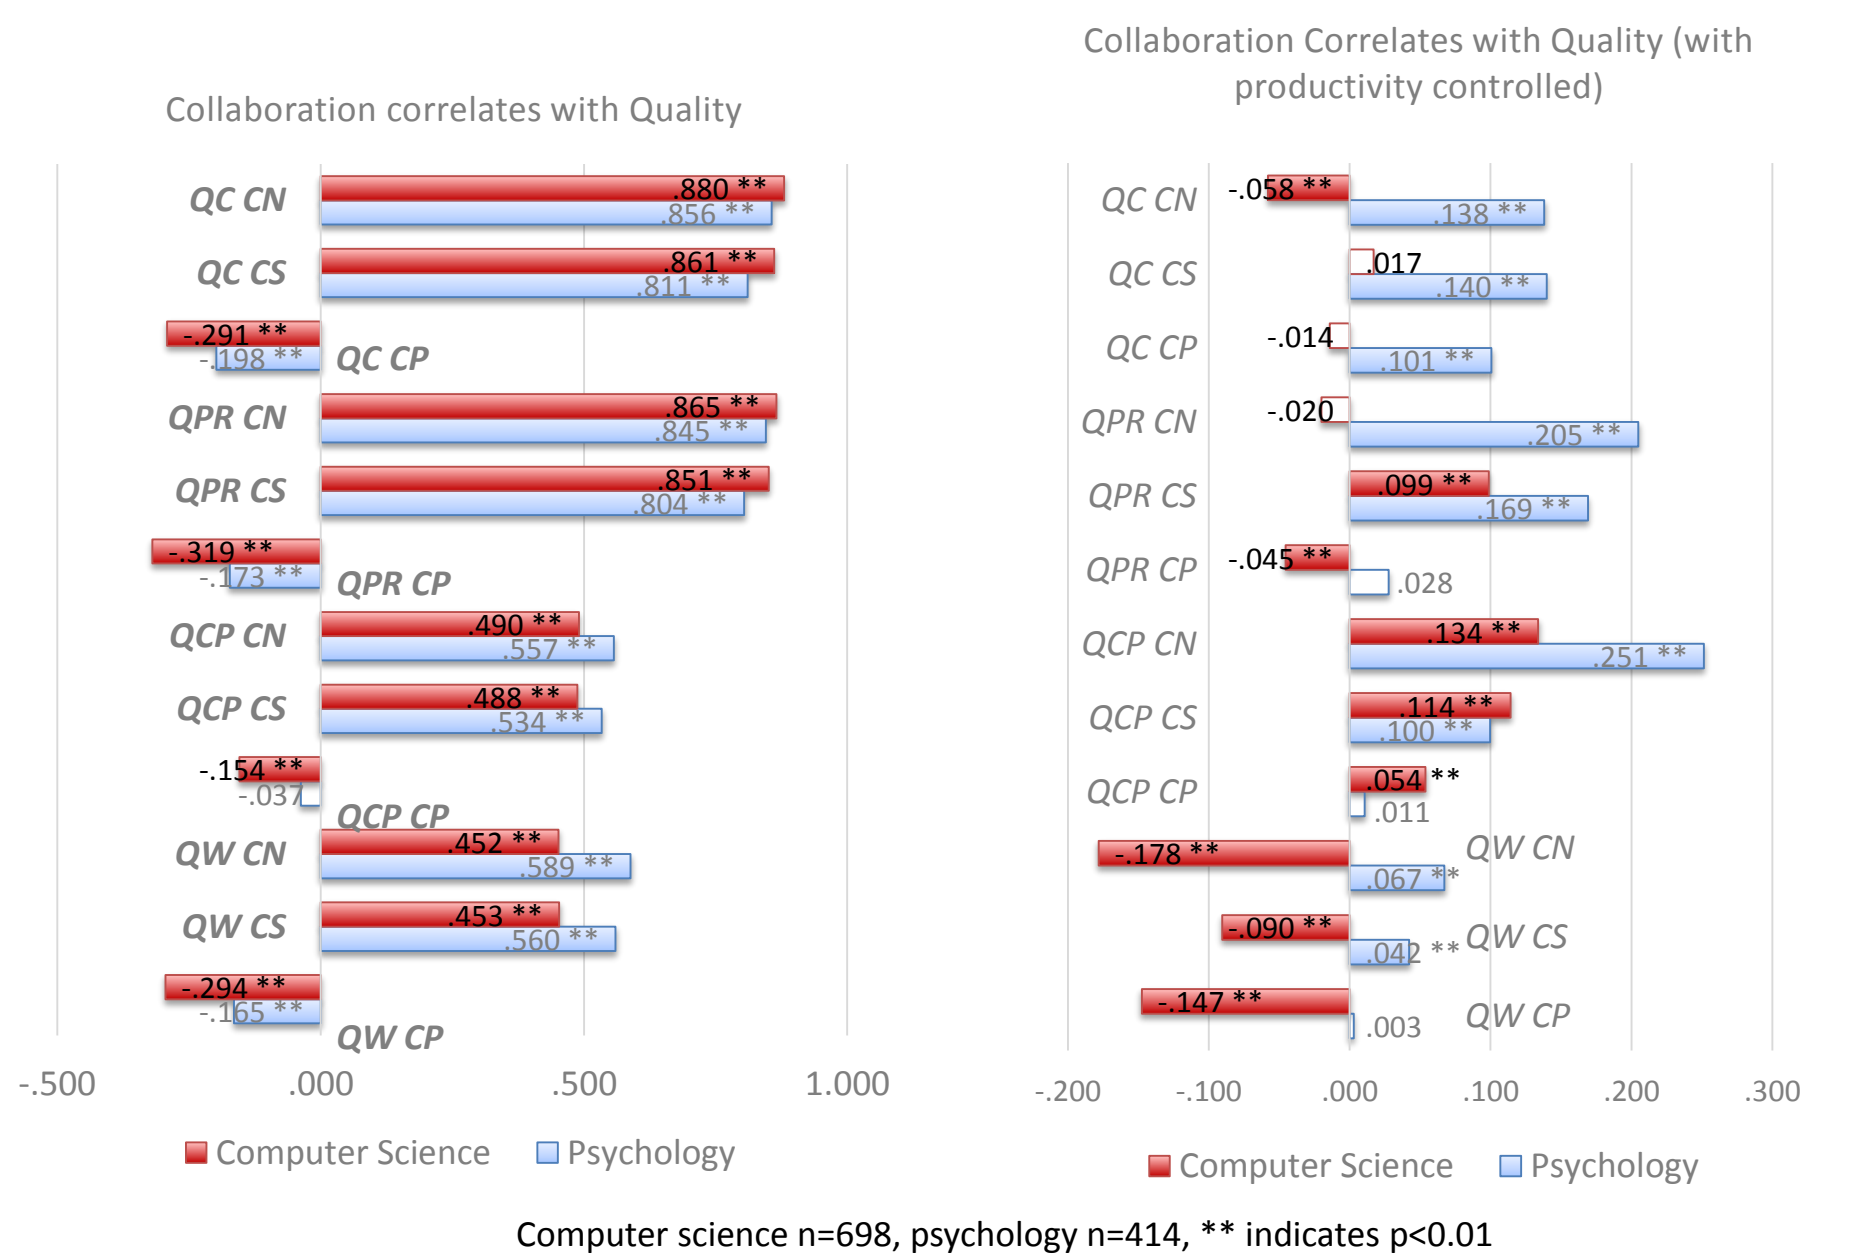 Collaboration correlates with Quality
QC CN
.880 **
.856 **
QC CS
.861 **
.811 **
-.291 **
-.198 **
QC CP
QPR CN
.865 **
.845 **
QPR CS
.851 **
.804 **
-.319 **
-.173 **
QPR CP
QCP CN
.490 **
.557 **
QCP CS
.488 **
.534 **
-.154 **
-.037
QCP CP
QW CN
.452 **
.589 **
QW CS
.453 **
.560 **
-.294 **
-.165 **
QW CP
-.500 .000 .500 1.000
Computer Science Psychology
Collaboration Correlates with Quality (with
productivity controlled)
QC CN
-.058 **
.138 **
QC CS
.017
.140 **
QC CP
-.014
.101 **
QPR CN
-.020
.205 **
QPR CS
.099 **
.169 **
QPR CP
-.045 **
.028
QCP CN
.134 **
.251 **
QCP CS
.114 **
.100 **
QCP CP
.054 **
.011
QW CN
-.178 **
.067 **
QW CS
-.090 **
.042 **
QW CP
-.147 **
.003
-.200 -.100 .000 .100 .200 .300
Computer Science Psychology
Computer science n=698, psychology n=414, ** indicates p<0.01